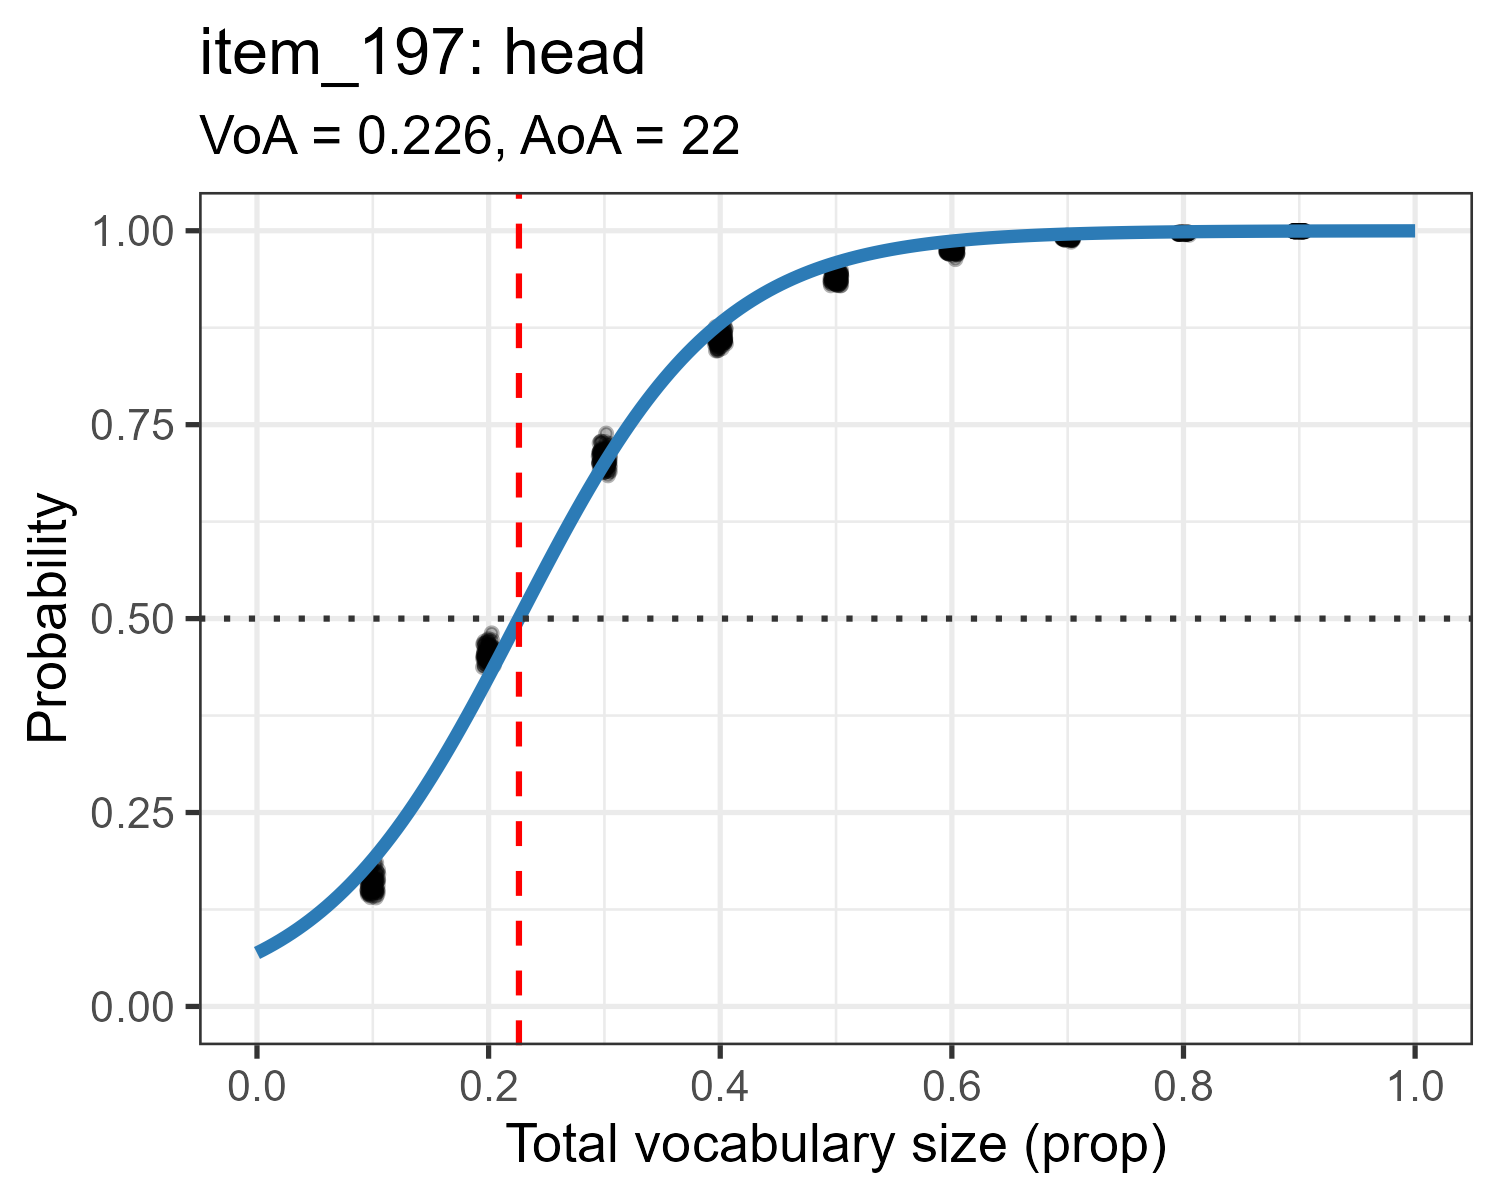 item_197: head
VoA = 0.226, AoA = 22
1.00
0.75
0.50
0.25
0.00
Probability
0.0 0.2 0.4 0.6 0.8 1.0
Total vocabulary size (prop)